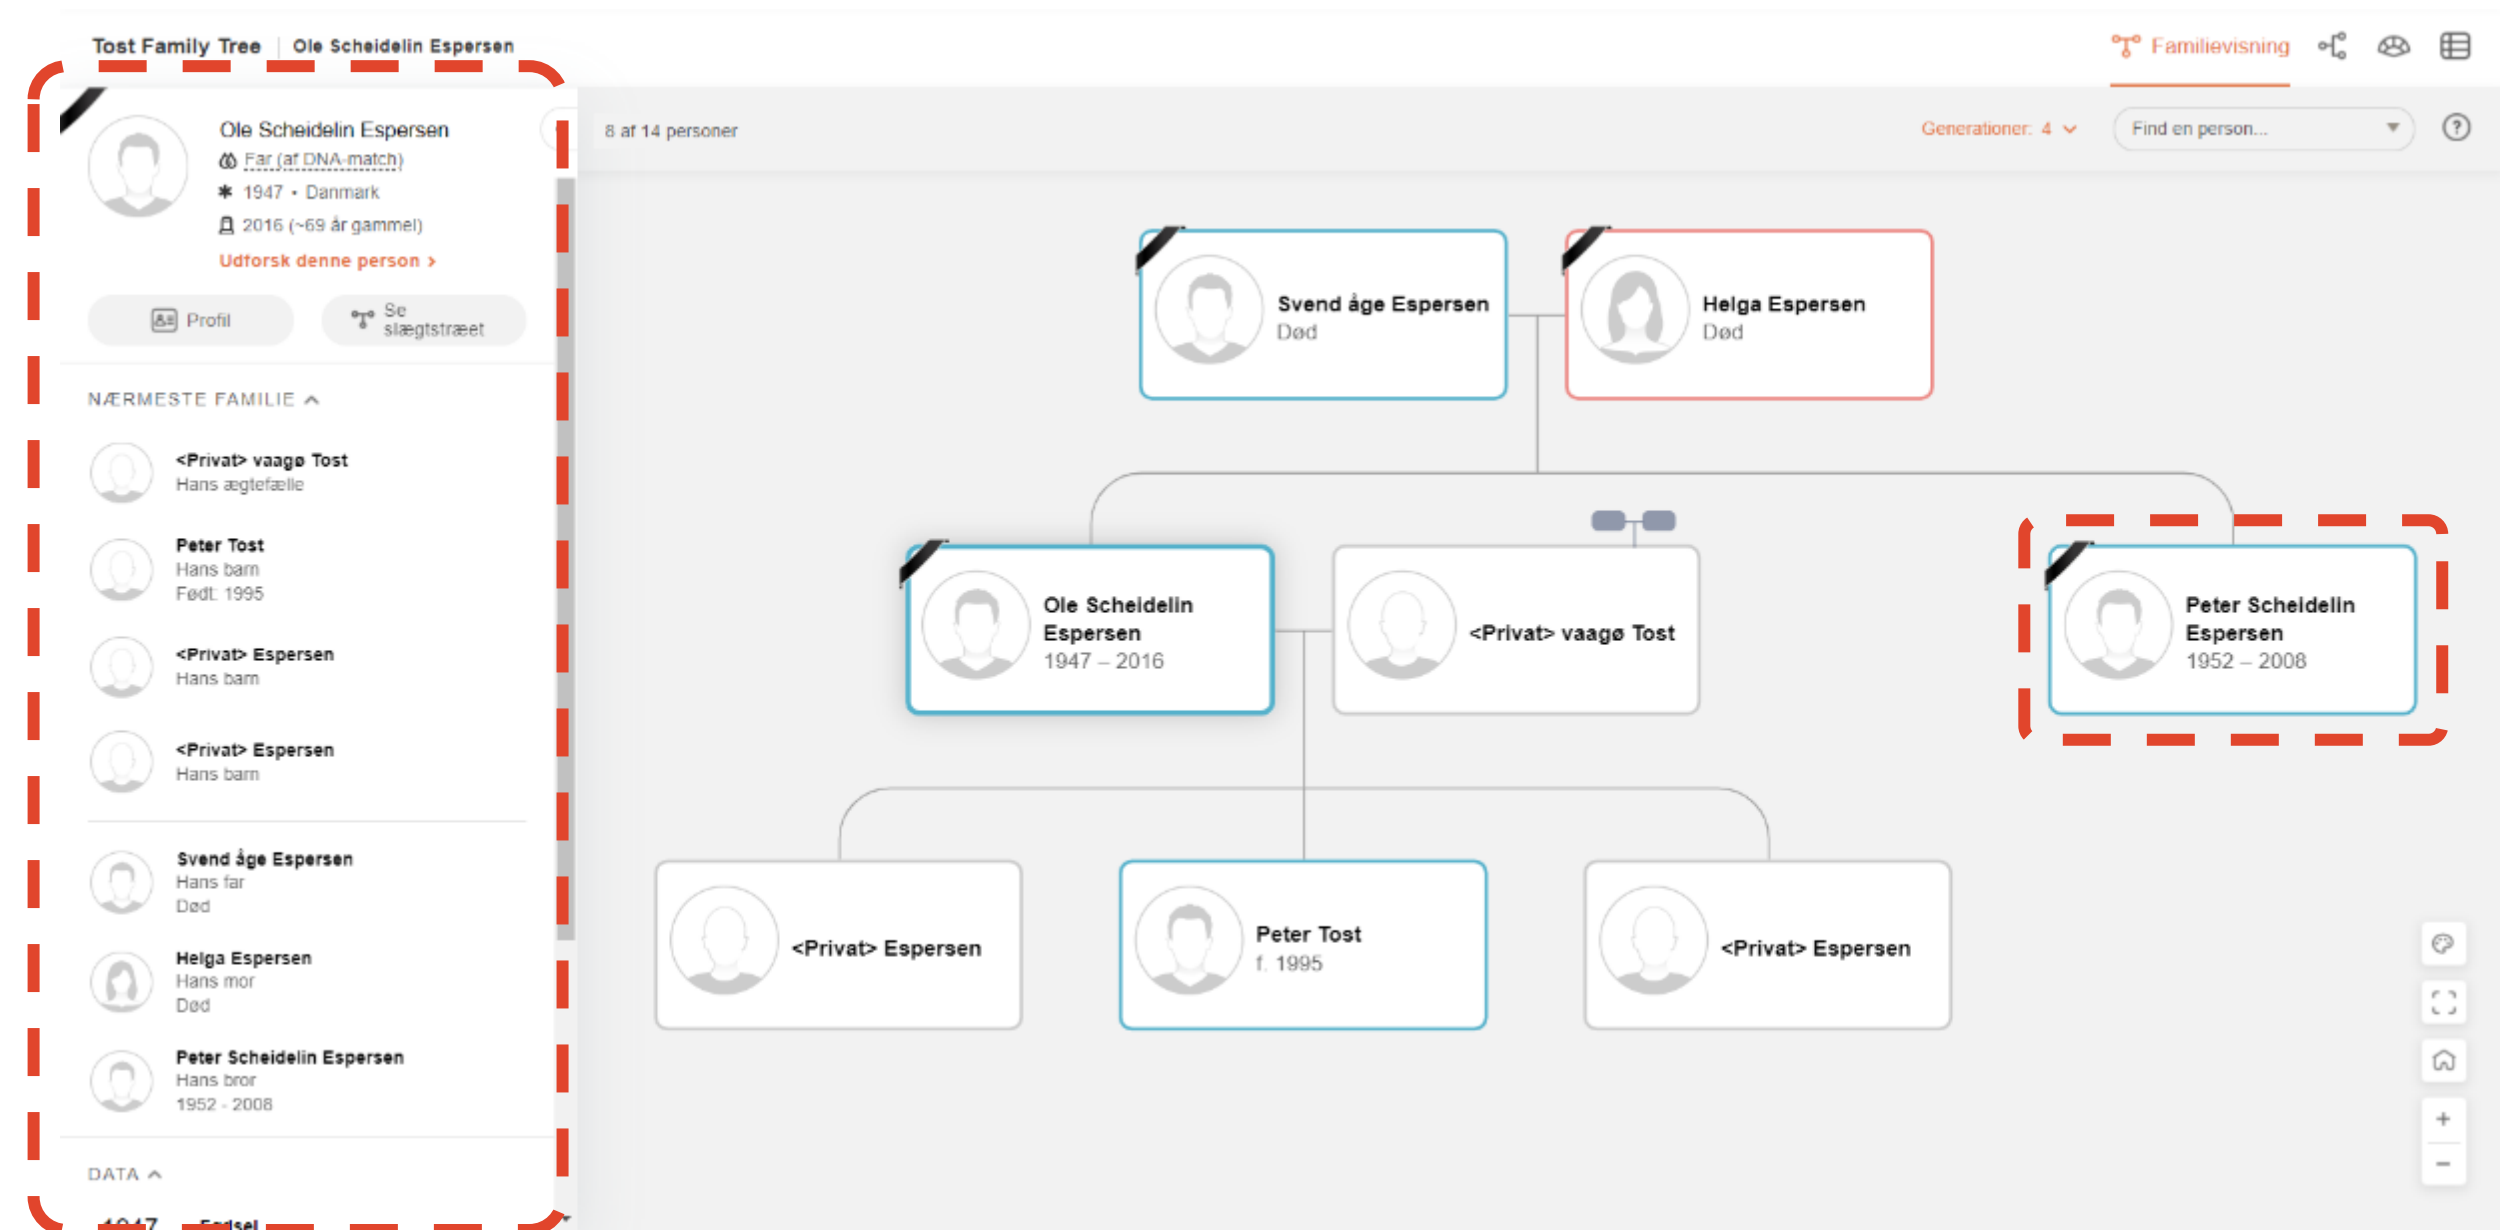 Tost Family Tree | Ole Scheidelin Espersen
Familievisning
Ole Scheidelin Espersen
Far (af DNA-match)
1947 • Danmark
2016 (~69 år gammel)
Udforsk denne person >
Profil
Se
slægtstræet
NÆRMESTE FAMILIE
<Privat> vaagø Tost
Hans ægtefælle
Peter Tost
Hans barn
Født: 1995
<Privat> Espersen
Hans barn
<Privat> Espersen
Hans barn
Svend åge Espersen
Hans far
Død
Helga Espersen
Hans mor
Død
Peter Scheidelin Espersen
Hans bror
1952 - 2008
DATA
1947 Fødsel
8 af 14 personer
Generationer: 4
Find en person...
?
Svend åge Espersen
Død
Helga Espersen
Død
Ole Scheidelin
Espersen
1947 – 2016
<Privat> vaagø Tost
Peter Scheidelin
Espersen
1952 – 2008
<Privat> Espersen
Peter Tost
f. 1995
<Privat> Espersen
+
−